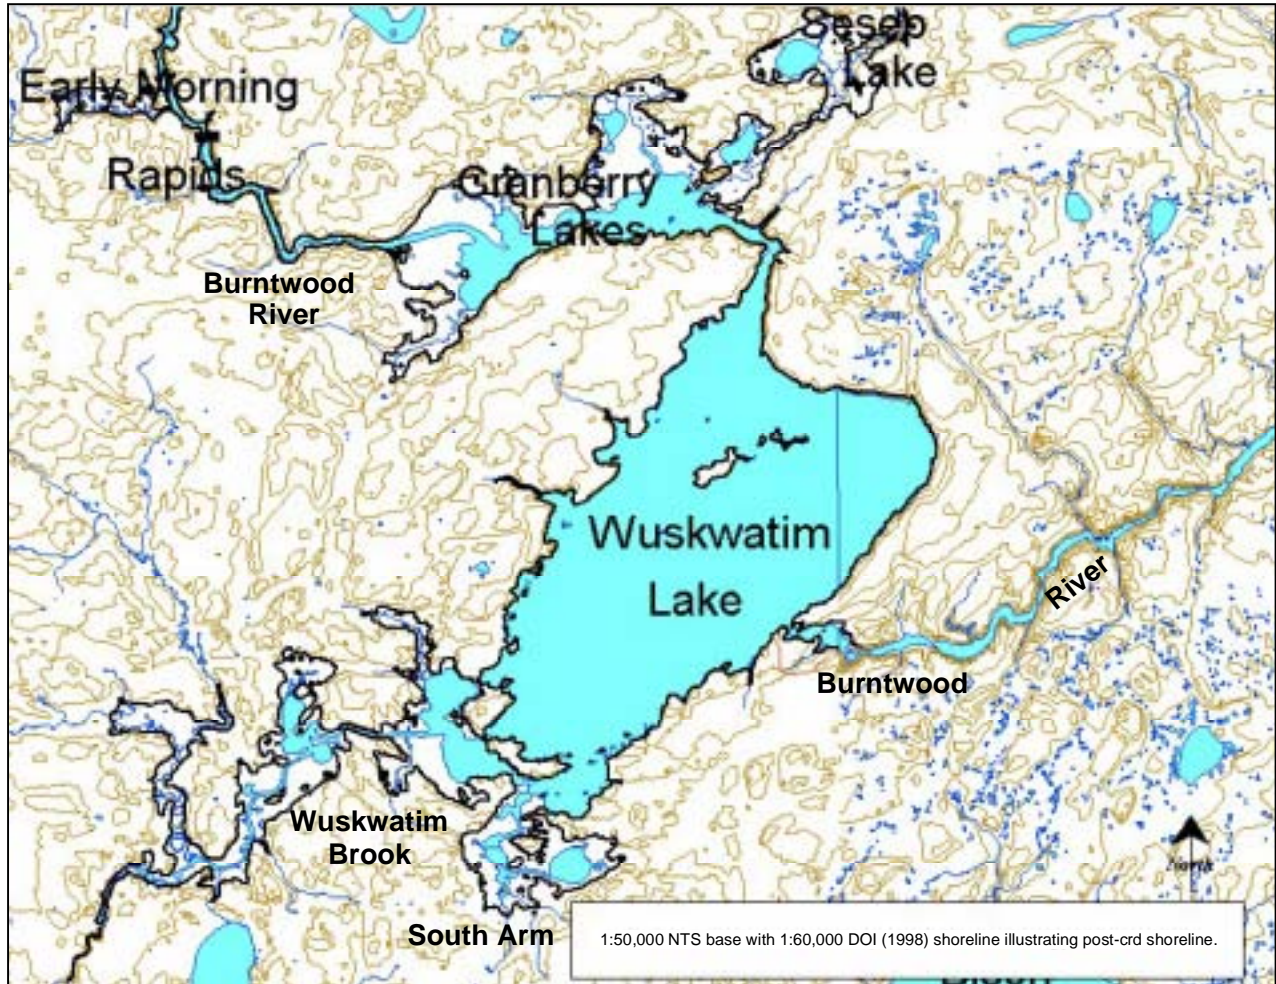 Sesep
Lake
Early Morning
Rapids
Cranberry
Lakes
Burntwood
River
Wuskwatim
Lake
River
Burntwood
Wuskwatim
Brook
South Arm
North
1:50,000 NTS base with 1:60,000 DOI (1998) shoreline illustrating post-crd shoreline.